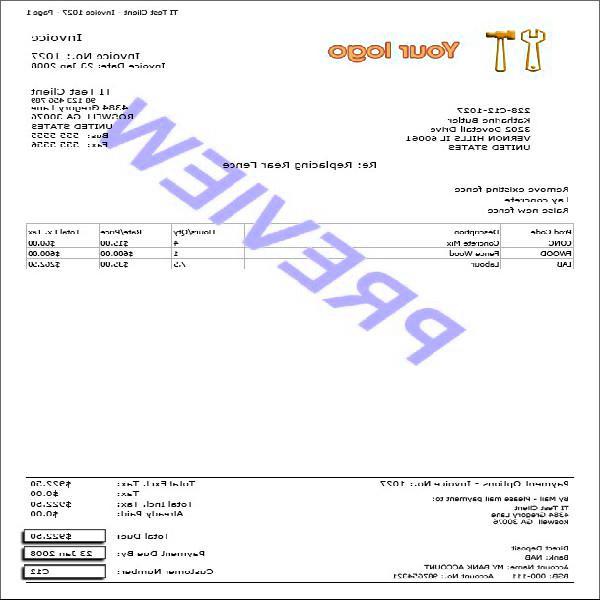 TI Test Client - Invoice 1027 - Page 1
Your logo
Invoice
Invoice No.: 1027
Invoice Date: 23 Jan 2008
TI Test Client
98 123 456 789
4384 Gregory Lane
ROSWELL GA 30076
UNITED STATES
Bus: 555 555 5555
Fax: 555 555 5556
228-C12-1027
Katharine Butler
3202 Dovetail Drive
VERNON HILLS IL 60061
UNITED STATES
Re: Replacing Rear Fence
Remove existing fence
Lay concrete
Raise new fence
Prod Code Description Hours/Qty Rate/Price Total Ex. Tax
CONC Concrete Mix 4 $15.00 $60.00
FWOOD Fence Wood 1 $600.00 $600.00
LAB Labour 7.5 $35.00 $262.50
PREVIEW
Payment Options - Invoice No.: 1027
By Mail - Please mail payment to:
TI Test Client
4384 Gregory Lane
Roswell GA 30076
Direct Deposit
Bank: NAB
Account Name: MY BANK ACCOUNT
BSB: 000-111 Account No.: 987654321
Total Excl. Tax: $922.50
Tax: $0.00
Total Incl. Tax: $922.50
Already Paid: $0.00
Total Due: $922.50
Payment Due By: 23 Jan 2008
Customer Number: C12